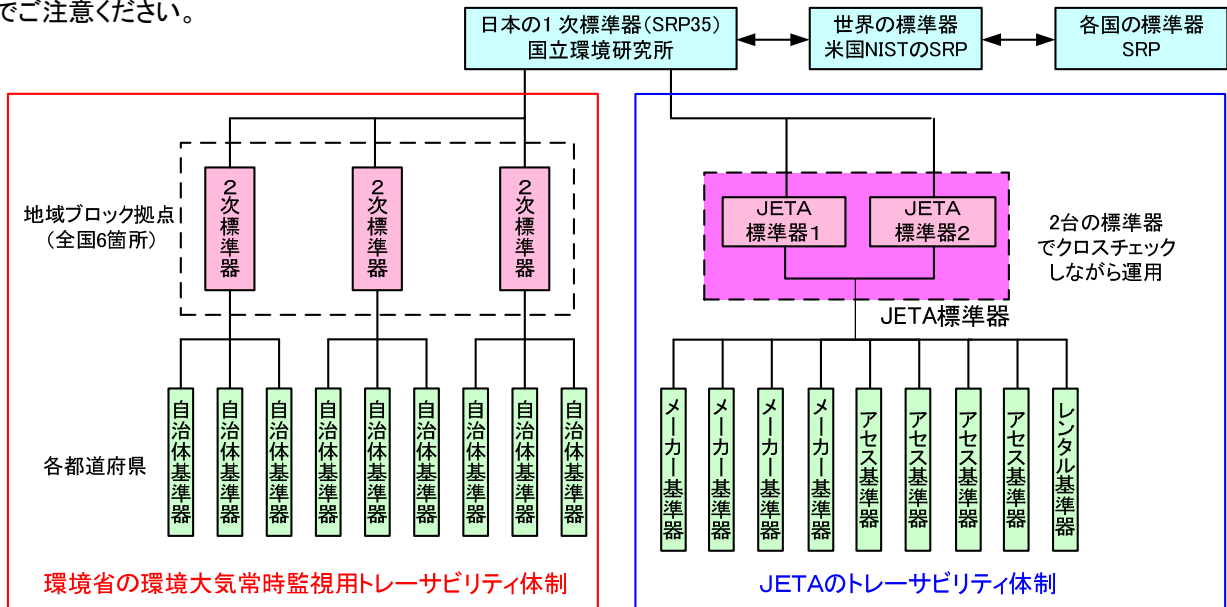 でご注意ください。
日本の1次標準器(SRP35)
国立環境研究所
世界の標準器
米国NISTのSRP
各国の標準器
SRP
地域ブロック拠点
(全国6箇所)
2次標準器
2次標準器
2次標準器
JETA
標準器1
JETA
標準器2
2台の標準器
でクロスチェック
しながら運用
JETA標準器
各都道府県
自治体基準器
自治体基準器
自治体基準器
自治体基準器
自治体基準器
自治体基準器
自治体基準器
自治体基準器
自治体基準器
メーカー基準器
メーカー基準器
メーカー基準器
メーカー基準器
アセス基準器
アセス基準器
アセス基準器
アセス基準器
レンタル基準器
環境省の環境大気常時監視用トレーサビリティ体制
JETAのトレーサビリティ体制